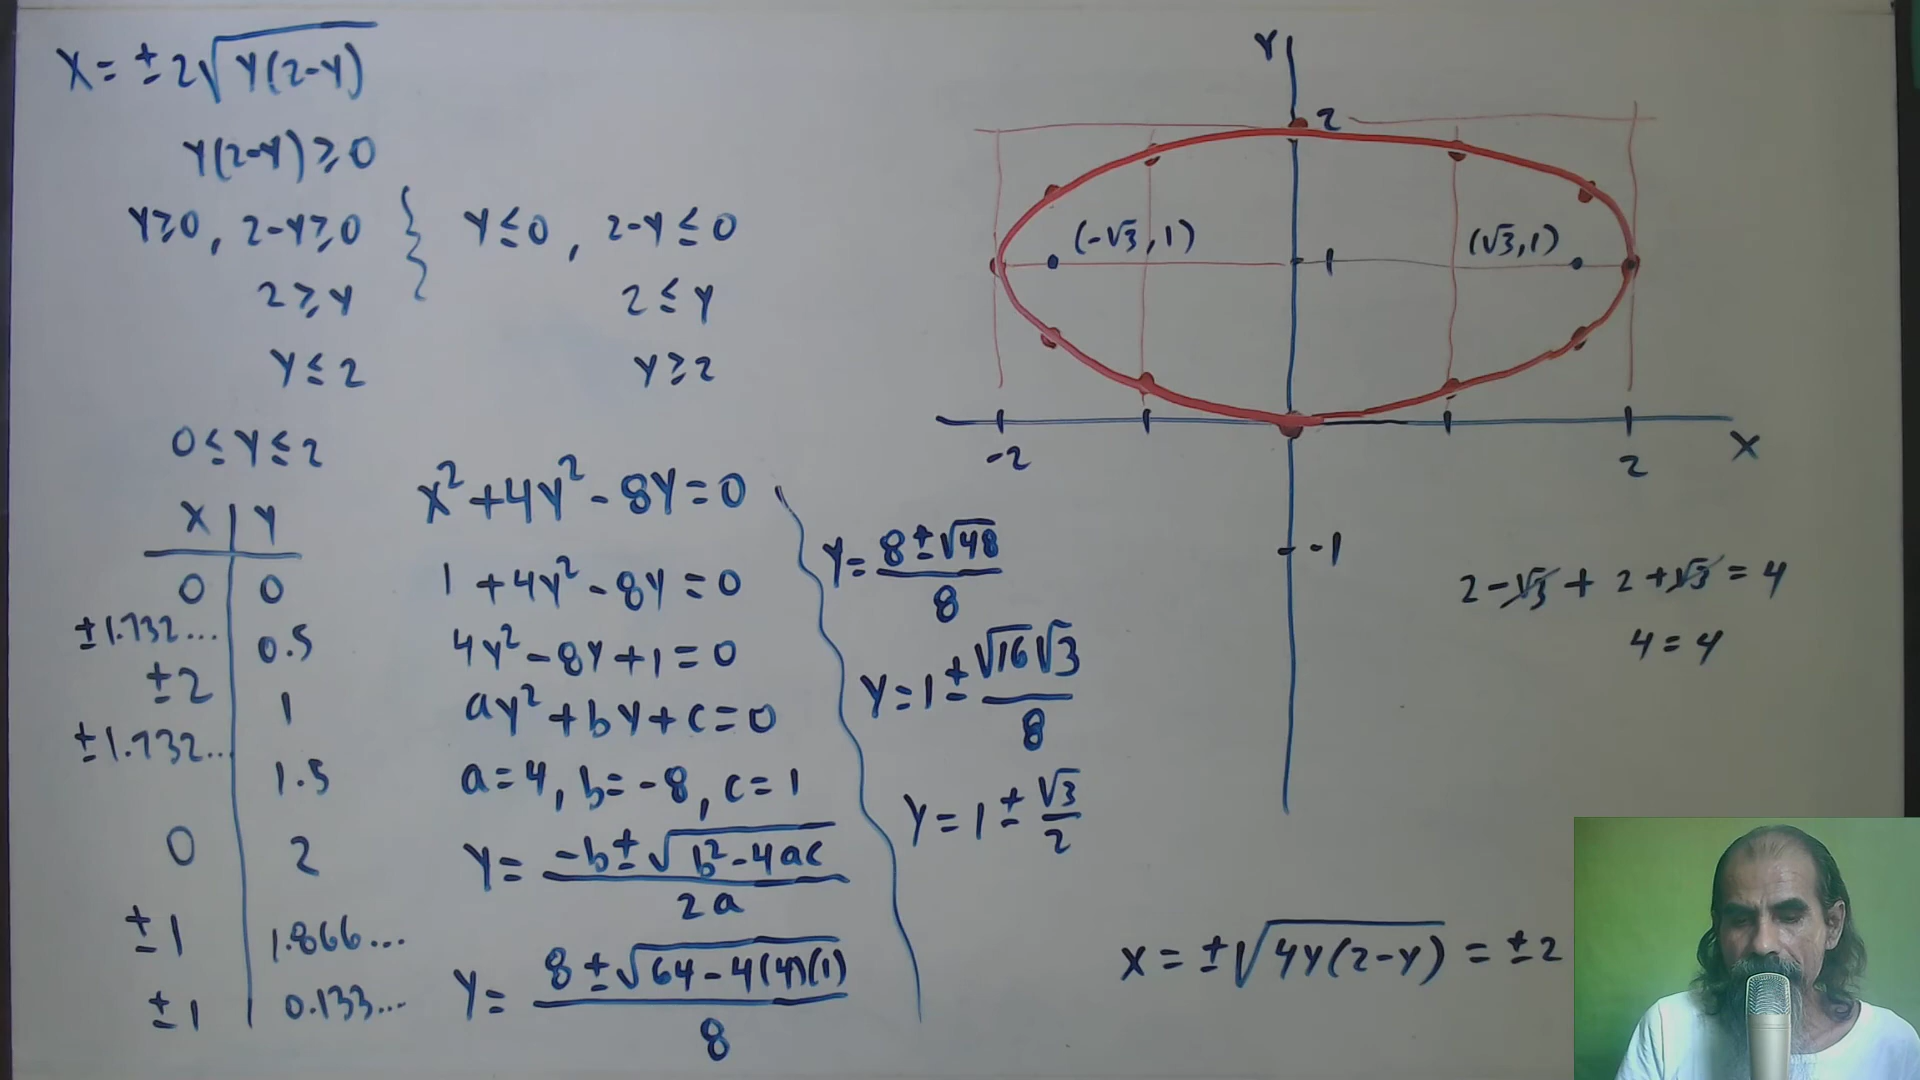 X = ±2√Y(2-Y)
Y(2-Y) ≥ 0
Y ≥ 0, 2-Y ≥ 0 } Y ≤ 0, 2-Y ≤ 0
2 ≥ Y
2 ≤ Y
Y ≤ 2
Y ≥ 2
0 ≤ Y ≤ 2
X | Y
0 | 0
±1.732... | 0.5
±2 | 1
±1.732... | 1.5
0 | 2
±1 | 1.866...
±1 | 0.133...
X² + 4Y² - 8Y = 0
1 + 4Y² - 8Y = 0
4Y² - 8Y + 1 = 0
aY² + bY + c = 0
a = 4, b = -8, c = 1
Y = (-b ± √b² - 4ac) / 2a
Y = (8 ± √64 - 4(4)(1)) / 8
Y = (8 ± √48) / 8
Y = 1 ± √16 √3 / 8
Y = 1 ± √3 / 2
Y
2
(-√3, 1)
1
(√3, 1)
-2
2
X
-1
2 - √3 + 2 + √3 = 4
4 = 4
X = ±√4Y(2-Y) = ±2